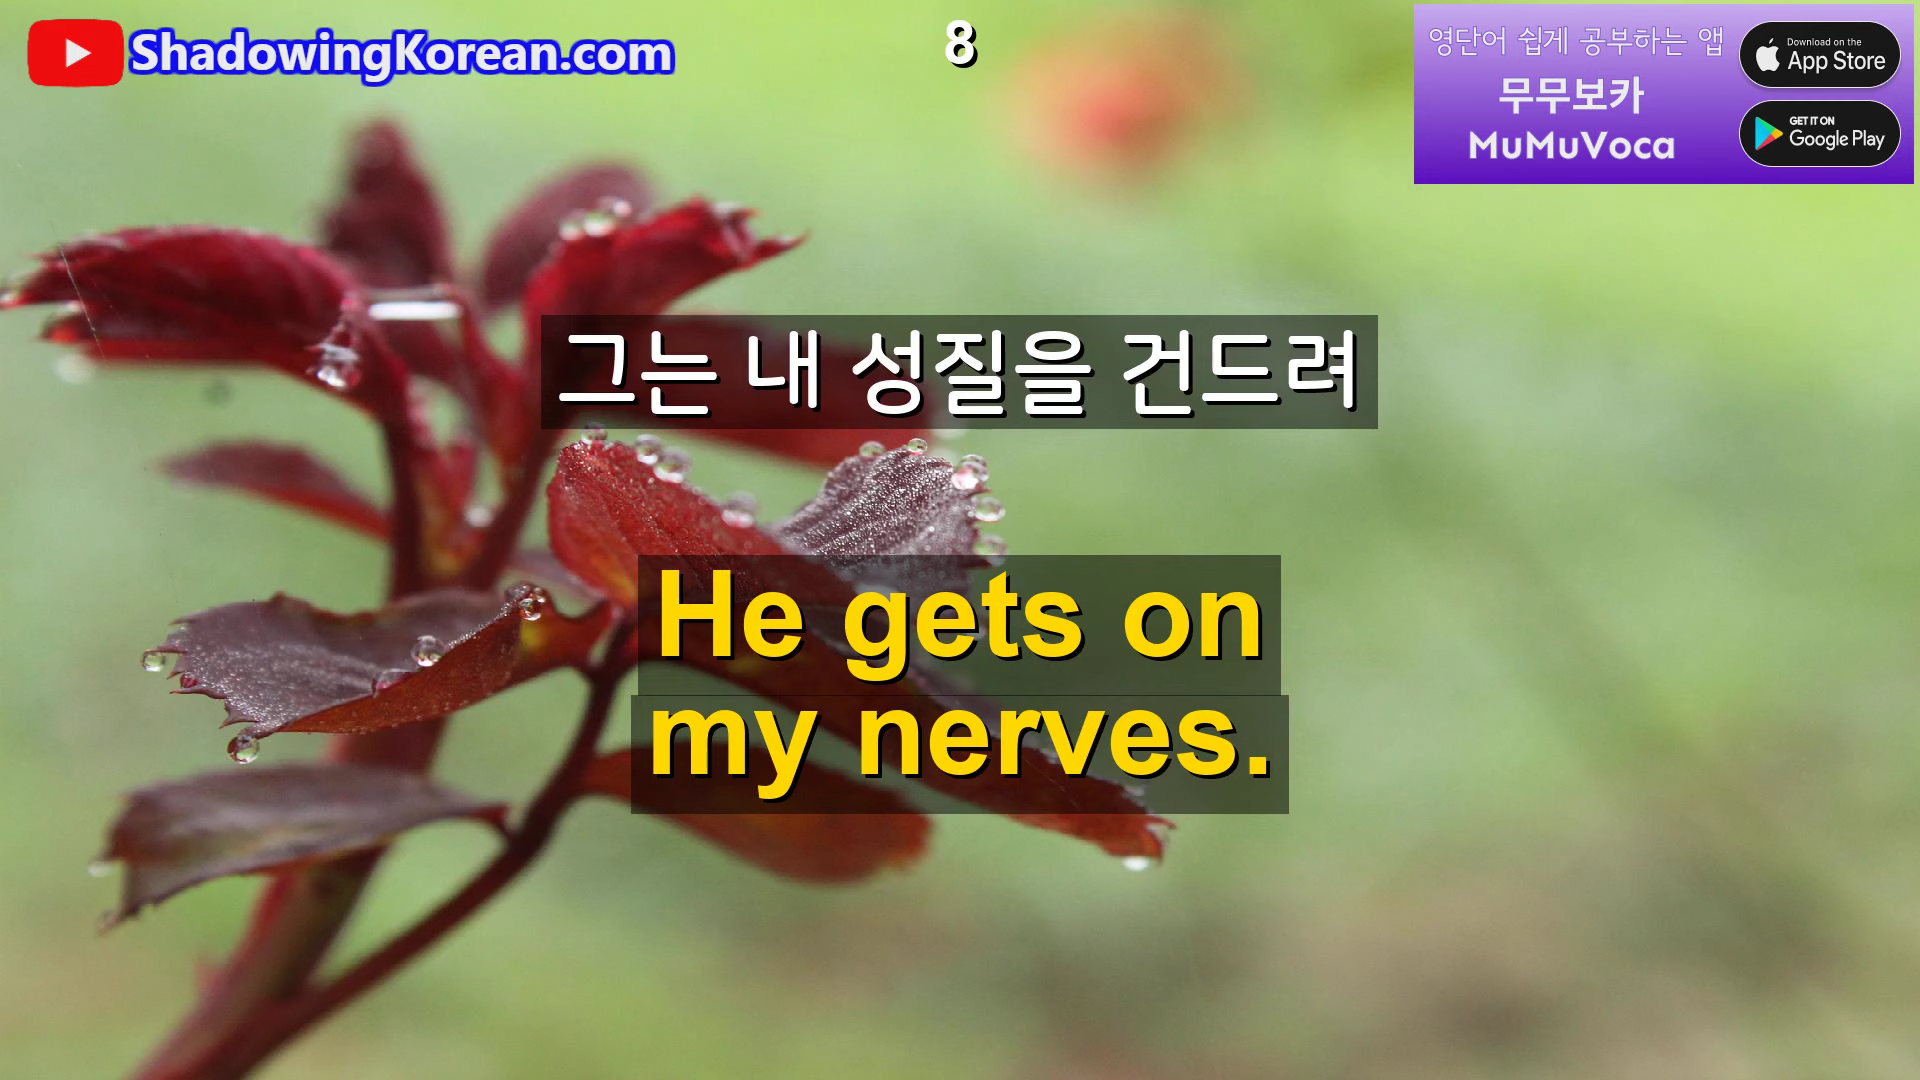 ShadowingKorean.com
8
영단어 쉽게 공부하는 앱
무무보카
MuMuVoca
Download on the
App Store
GET IT ON
Google Play
그는 내 성질을 건드려
He gets on
my nerves.